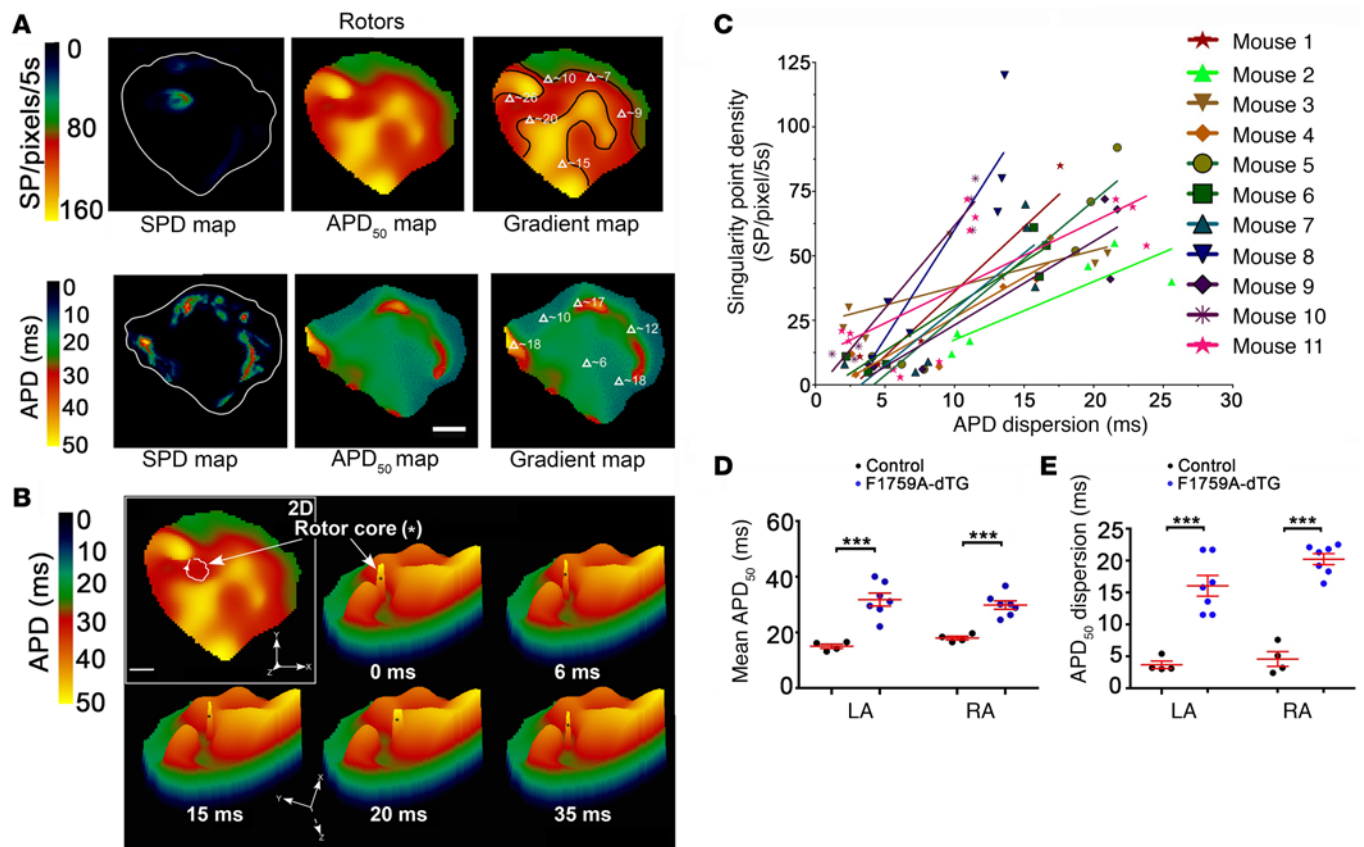 A
Rotors
SP/pixels/5s
0
80
160
△~10
△~7
△~26
△~20
△~9
△~15
SPD map
APD50 map
Gradient map
APD (ms)
0
10
20
30
40
50
△~17
△~10
△~12
△~18
△~6
△~18
SPD map
APD50 map
Gradient map
B
APD (ms)
0
10
20
30
40
50
2D
Rotor core (*)
Y
Z
X
0 ms
6 ms
15 ms
20 ms
35 ms
X
Y
Z
C
Singularity point density
(SP/pixel/5s)
125
100
75
50
25
0
0 5 10 15 20 25 30
APD dispersion (ms)
Mouse 1
Mouse 2
Mouse 3
Mouse 4
Mouse 5
Mouse 6
Mouse 7
Mouse 8
Mouse 9
Mouse 10
Mouse 11
D
Control
F1759A-dTG
Mean APD50 (ms)
60
40
20
0
*** ***
LA RA
E
Control
F1759A-dTG
APD50 dispersion (ms)
25
20
15
10
5
0
*** ***
LA RA